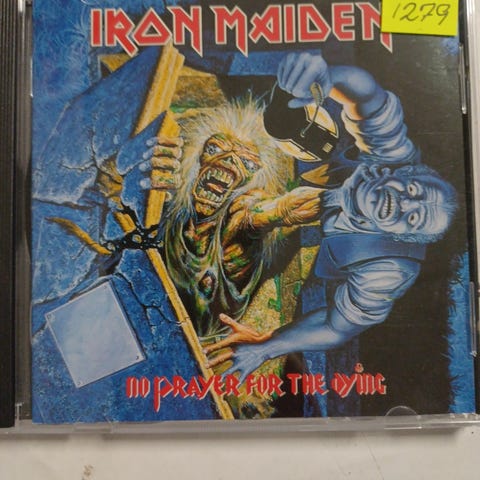 IRON MAIDEN
1279
NO PRAYER FOR THE DYING